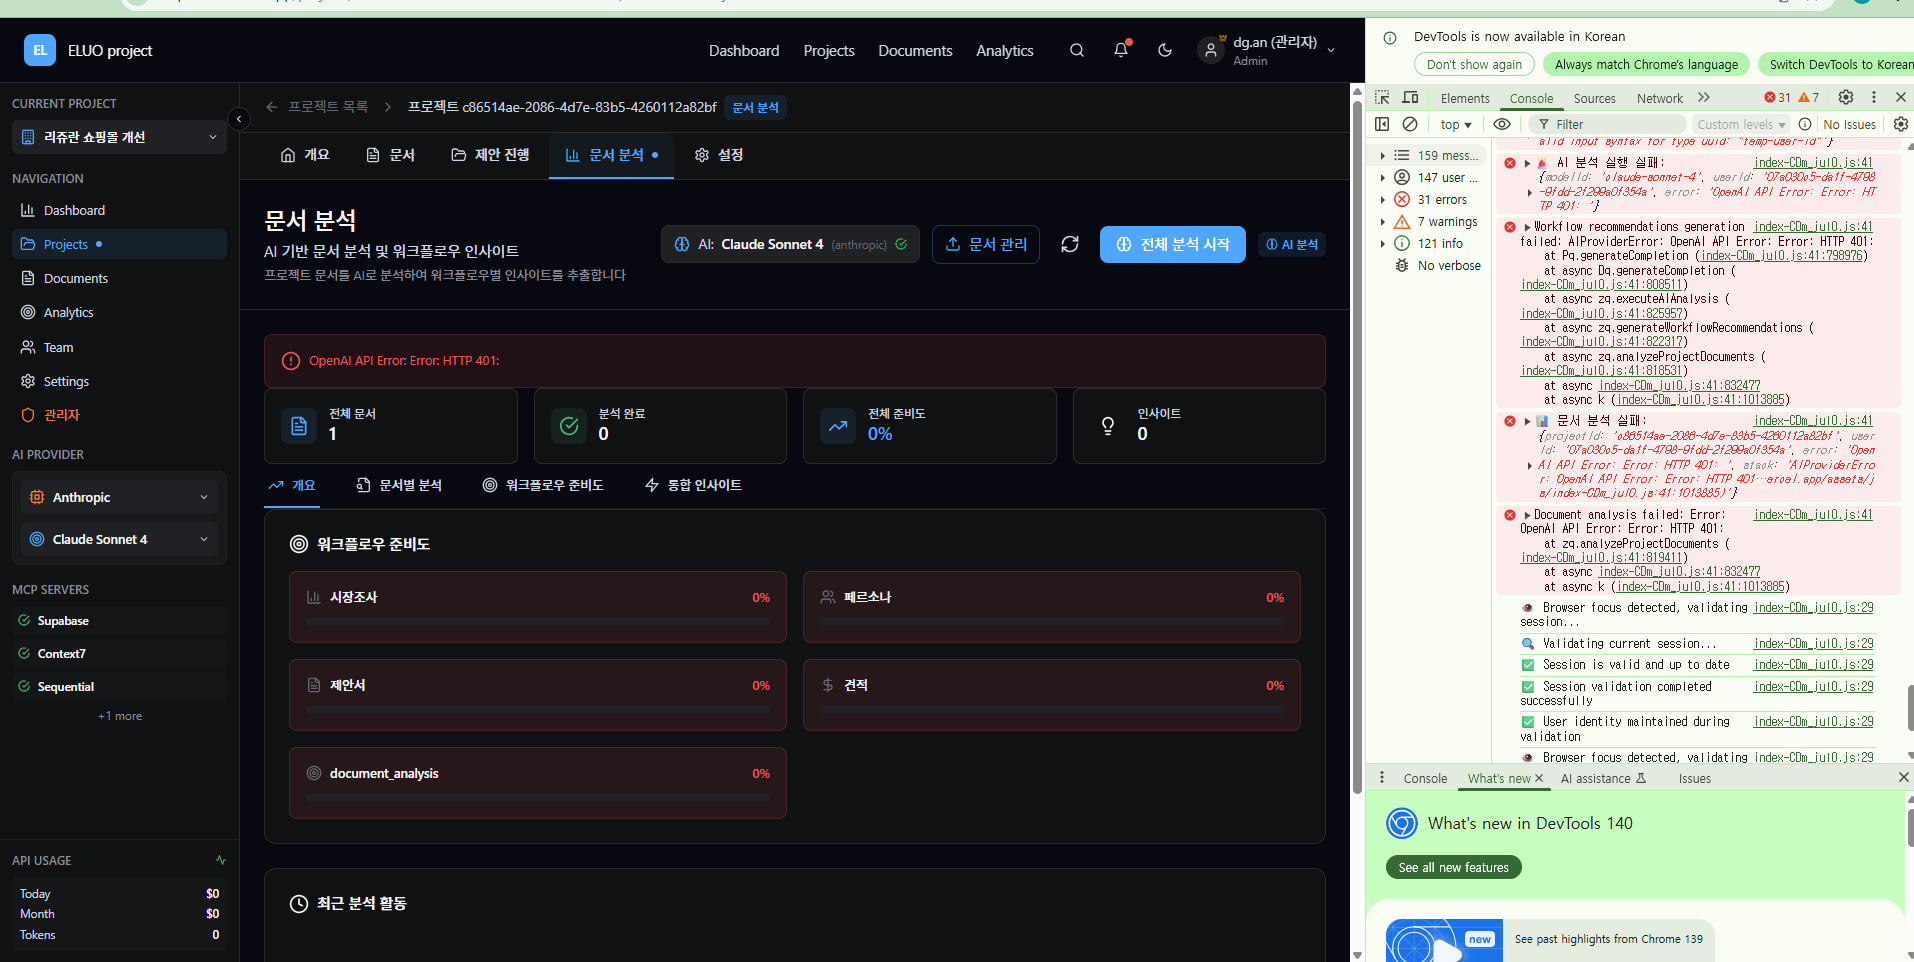 EL
ELUO project
Dashboard
Projects
Documents
Analytics
dg.an (관리자)
Admin
CURRENT PROJECT
리쥬란 쇼핑몰 개선
NAVIGATION
Dashboard
Projects
Documents
Analytics
Team
Settings
관리자
AI PROVIDER
Anthropic
Claude Sonnet 4
MCP SERVERS
Supabase
Context7
Sequential
+1 more
API USAGE
Today $0
Month $0
Tokens 0
프로젝트 목록
프로젝트 c86514ae-2086-4d7e-83b5-4260112a82bf
문서 분석
개요
문서
제안 진행
문서 분석
설정
문서 분석
AI 기반 문서 분석 및 워크플로우 인사이트
프로젝트 문서를 AI로 분석하여 워크플로우별 인사이트를 추출합니다
AI: Claude Sonnet 4 (anthropic)
문서 관리
전체 분석 시작
AI 분석
OpenAI API Error: Error: HTTP 401:
전체 문서
1
분석 완료
0
전체 준비도
0%
인사이트
0
개요
문서별 분석
워크플로우 준비도
통합 인사이트
워크플로우 준비도
시장조사 0%
페르소나 0%
제안서 0%
견적 0%
document_analysis 0%
최근 분석 활동
DevTools is now available in Korean
Don't show again
Always match Chrome's language
Switch DevTools to Korean
Elements
Console
Sources
Network
31
7
top
Filter
Custom levels
No Issues
159 mess...
147 user ...
31 errors
7 warnings
121 info
No verbose
alid input syntax for type uuid: "temp-user-id"
AI 분석 실행 실패: index-CDm_jul0.js:41
{modelId: 'claude-sonnet-4', userId: '07a030c5-da1f-4798
-9fdd-2f299a0f354a', error: 'OpenAI API Error: Error: HT
TP 401: '}
Workflow recommendations generation index-CDm_jul0.js:41
failed: AIProviderError: OpenAI API Error: Error: HTTP 401:
at Pq.generateCompletion (index-CDm_jul0.js:41:798976)
at async Dq.generateCompletion (
index-CDm_jul0.js:41:808511)
at async zq.executeAIAnalysis (
index-CDm_jul0.js:41:825957)
at async zq.generateWorkflowRecommendations (
index-CDm_jul0.js:41:822317)
at async zq.analyzeProjectDocuments (
index-CDm_jul0.js:41:818531)
at async index-CDm_jul0.js:41:832477
at async k (index-CDm_jul0.js:41:1013885)
문서 분석 실패: index-CDm_jul0.js:41
{projectId: 'c86514ae-2086-4d7e-83b5-4260112a82bf', use
rId: '07a030c5-da1f-4798-9fdd-2f299a0f354a', error: 'Open
AI API Error: Error: HTTP 401: ', stack: 'AIProviderErro
r: OpenAI API Error: Error: HTTP 401…ercel.app/assets/j
s/index-CDm_jul0.js:41:1013885)'}
Document analysis failed: Error: index-CDm_jul0.js:41
OpenAI API Error: Error: HTTP 401:
at zq.analyzeProjectDocuments (
index-CDm_jul0.js:41:819411)
at async index-CDm_jul0.js:41:832477
at async k (index-CDm_jul0.js:41:1013885)
Browser focus detected, validating index-CDm_jul0.js:29
session...
Validating current session... index-CDm_jul0.js:29
Session is valid and up to date index-CDm_jul0.js:29
Session validation completed index-CDm_jul0.js:29
successfully
User identity maintained during index-CDm_jul0.js:29
validation
Browser focus detected, validating index-CDm_jul0.js:29
Console
What's new
AI assistance
Issues
What's new in DevTools 140
See all new features
new
See past highlights from Chrome 139